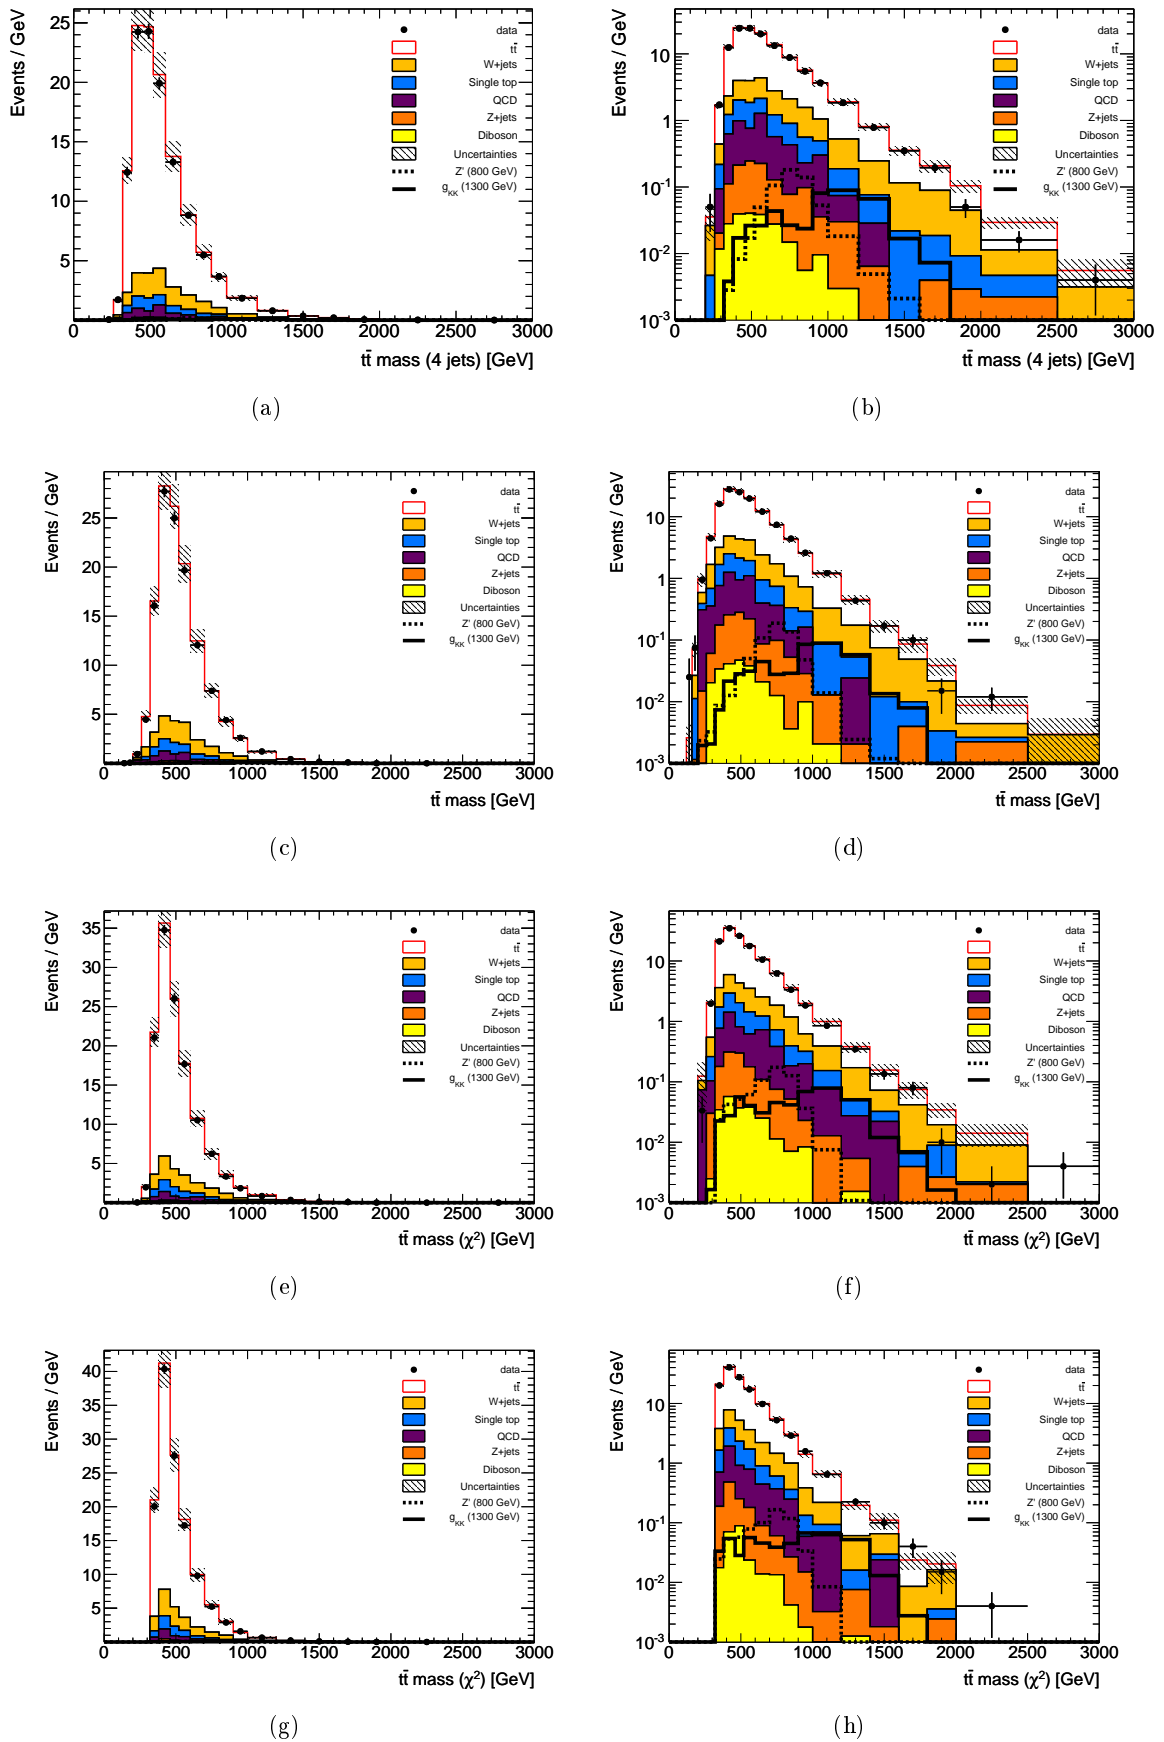 Events / GeV
25
20
15
10
5
0 500 1000 1500 2000 2500 3000
tt̄ mass (4 jets) [GeV]
data
tt̄
W+jets
Single top
QCD
Z+jets
Diboson
Uncertainties
Z' (800 GeV)
g_KK (1300 GeV)
(a)
Events / GeV
10
1
10⁻¹
10⁻²
10⁻³
0 500 1000 1500 2000 2500 3000
tt̄ mass (4 jets) [GeV]
data
tt̄
W+jets
Single top
QCD
Z+jets
Diboson
Uncertainties
Z' (800 GeV)
g_KK (1300 GeV)
(b)
Events / GeV
25
20
15
10
5
0 500 1000 1500 2000 2500 3000
tt̄ mass [GeV]
data
tt̄
W+jets
Single top
QCD
Z+jets
Diboson
Uncertainties
Z' (800 GeV)
g_KK (1300 GeV)
(c)
Events / GeV
10
1
10⁻¹
10⁻²
10⁻³
0 500 1000 1500 2000 2500 3000
tt̄ mass [GeV]
data
tt̄
W+jets
Single top
QCD
Z+jets
Diboson
Uncertainties
Z' (800 GeV)
g_KK (1300 GeV)
(d)
Events / GeV
35
30
25
20
15
10
5
0 500 1000 1500 2000 2500 3000
tt̄ mass (χ²) [GeV]
data
tt̄
W+jets
Single top
QCD
Z+jets
Diboson
Uncertainties
Z' (800 GeV)
g_KK (1300 GeV)
(e)
Events / GeV
10
1
10⁻¹
10⁻²
10⁻³
0 500 1000 1500 2000 2500 3000
tt̄ mass (χ²) [GeV]
data
tt̄
W+jets
Single top
QCD
Z+jets
Diboson
Uncertainties
Z' (800 GeV)
g_KK (1300 GeV)
(f)
Events / GeV
40
35
30
25
20
15
10
5
0 500 1000 1500 2000 2500 3000
tt̄ mass (χ²) [GeV]
data
tt̄
W+jets
Single top
QCD
Z+jets
Diboson
Uncertainties
Z' (800 GeV)
g_KK (1300 GeV)
(g)
Events / GeV
10
1
10⁻¹
10⁻²
10⁻³
0 500 1000 1500 2000 2500 3000
tt̄ mass (χ²) [GeV]
data
tt̄
W+jets
Single top
QCD
Z+jets
Diboson
Uncertainties
Z' (800 GeV)
g_KK (1300 GeV)
(h)